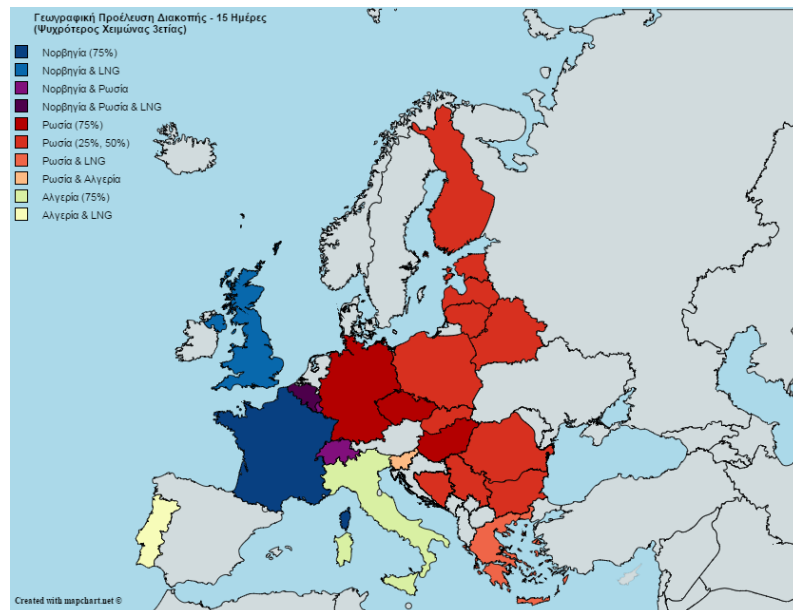 Γεωγραφική Προέλευση Διακοπής - 15 Ημέρες
(Ψυχρότερος Χειμώνας 3ετίας)
Νορβηγία (75%)
Νορβηγία & LNG
Νορβηγία & Ρωσία
Νορβηγία & Ρωσία & LNG
Ρωσία (75%)
Ρωσία (25%, 50%)
Ρωσία & LNG
Ρωσία & Αλγερία
Αλγερία (75%)
Αλγερία & LNG
Created with mapchart.net ©